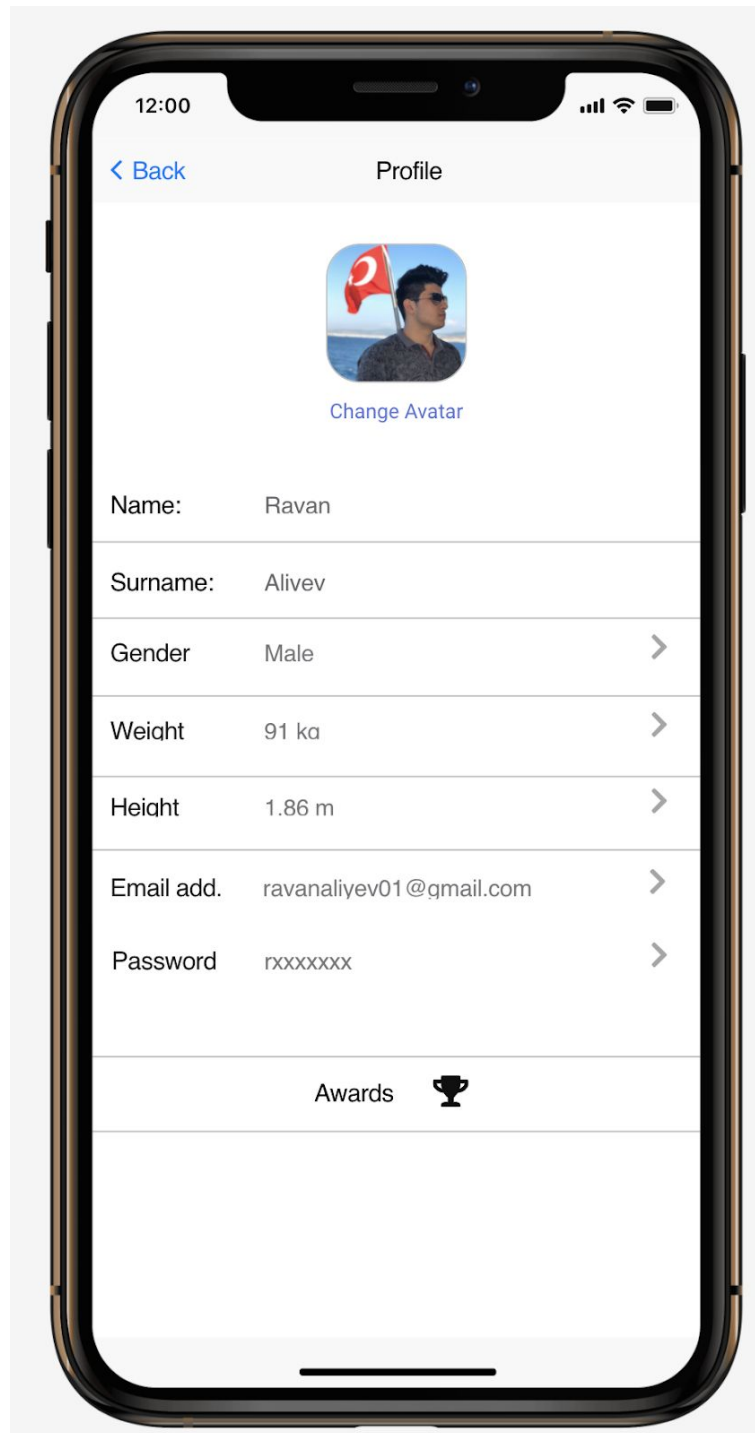 12:00
Back Profile
Change Avatar
Name: Ravan
Surname: Aliyev
Gender Male
Weight 91 kg
Height 1.86 m
Email add. ravanaliyev01@gmail.com
Password rxxxxxxx
Awards